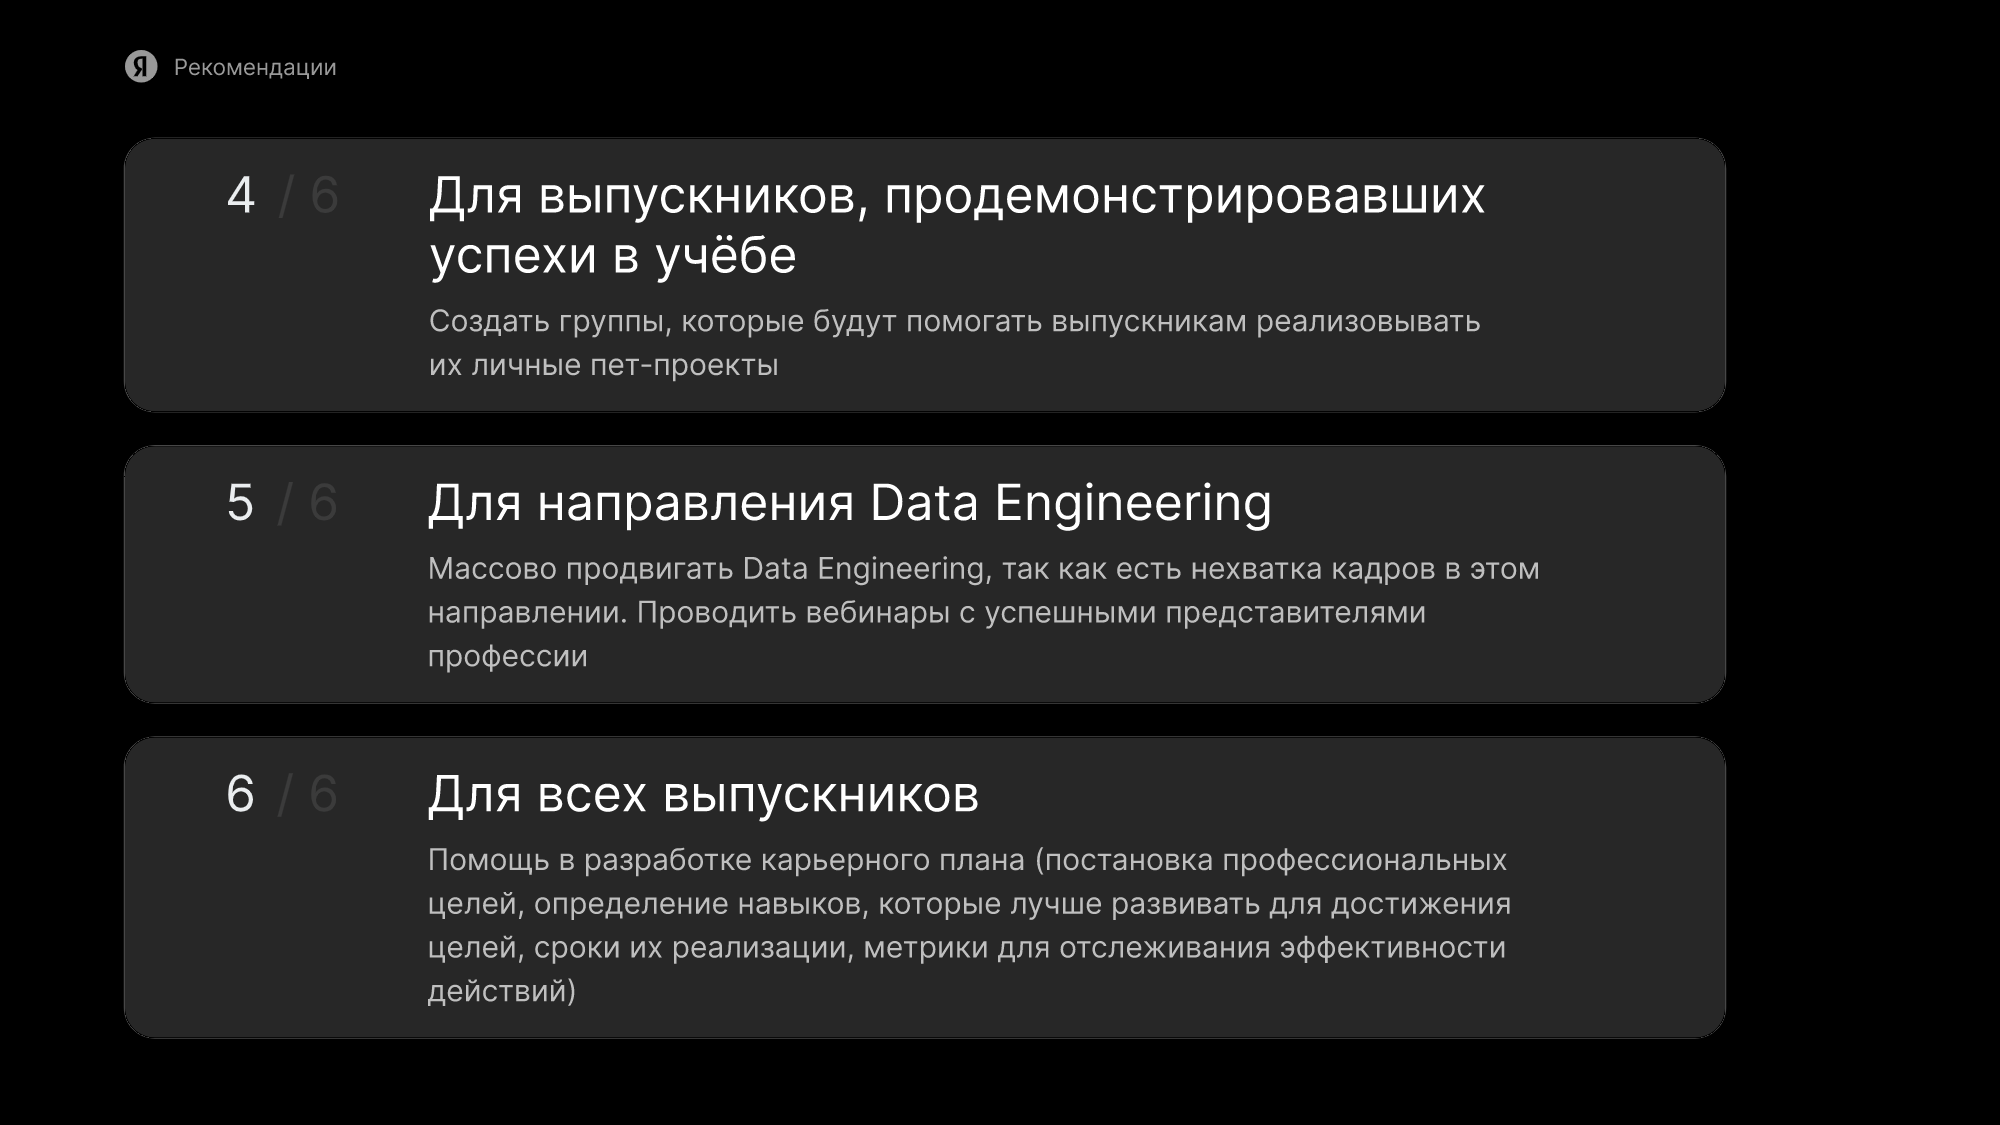 Я Рекомендации
4 / 6
Для выпускников, продемонстрировавших
успехи в учёбе
Создать группы, которые будут помогать выпускникам реализовывать
их личные пет-проекты
5 / 6
Для направления Data Engineering
Массово продвигать Data Engineering, так как есть нехватка кадров в этом
направлении. Проводить вебинары с успешными представителями
профессии
6 / 6
Для всех выпускников
Помощь в разработке карьерного плана (постановка профессиональных
целей, определение навыков, которые лучше развивать для достижения
целей, сроки их реализации, метрики для отслеживания эффективности
действий)